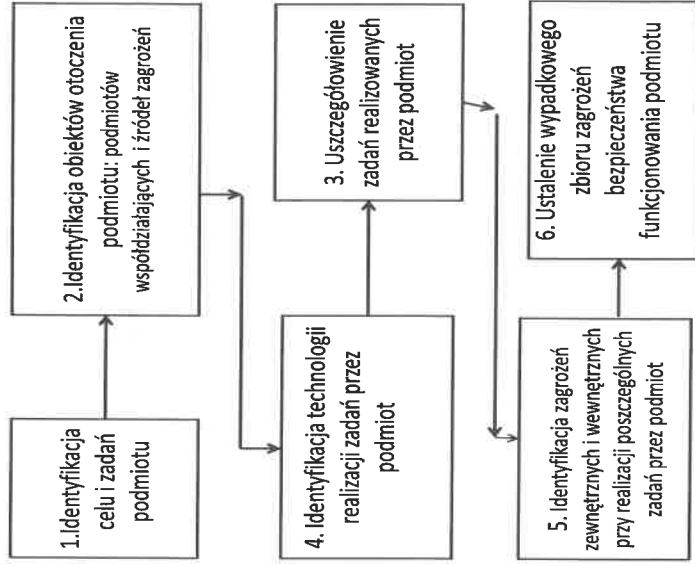 1.Identyfikacja
celu i zadań
podmiotu
2.Identyfikacja obiektów otoczenia
podmiotu: podmiotów
współdziałających i źródeł zagrożeń
4. Identyfikacja technologii
realizacji zadań przez
podmiot
3. Uszczegółowienie
zadań realizowanych
przez podmiot
5. Identyfikacja zagrożeń
zewnętrznych i wewnętrznych
przy realizacji poszczególnych
zadań przez podmiot
6. Ustalenie wypadkowego
zbioru zagrożeń
bezpieczeństwa
funkcjonowania podmiotu